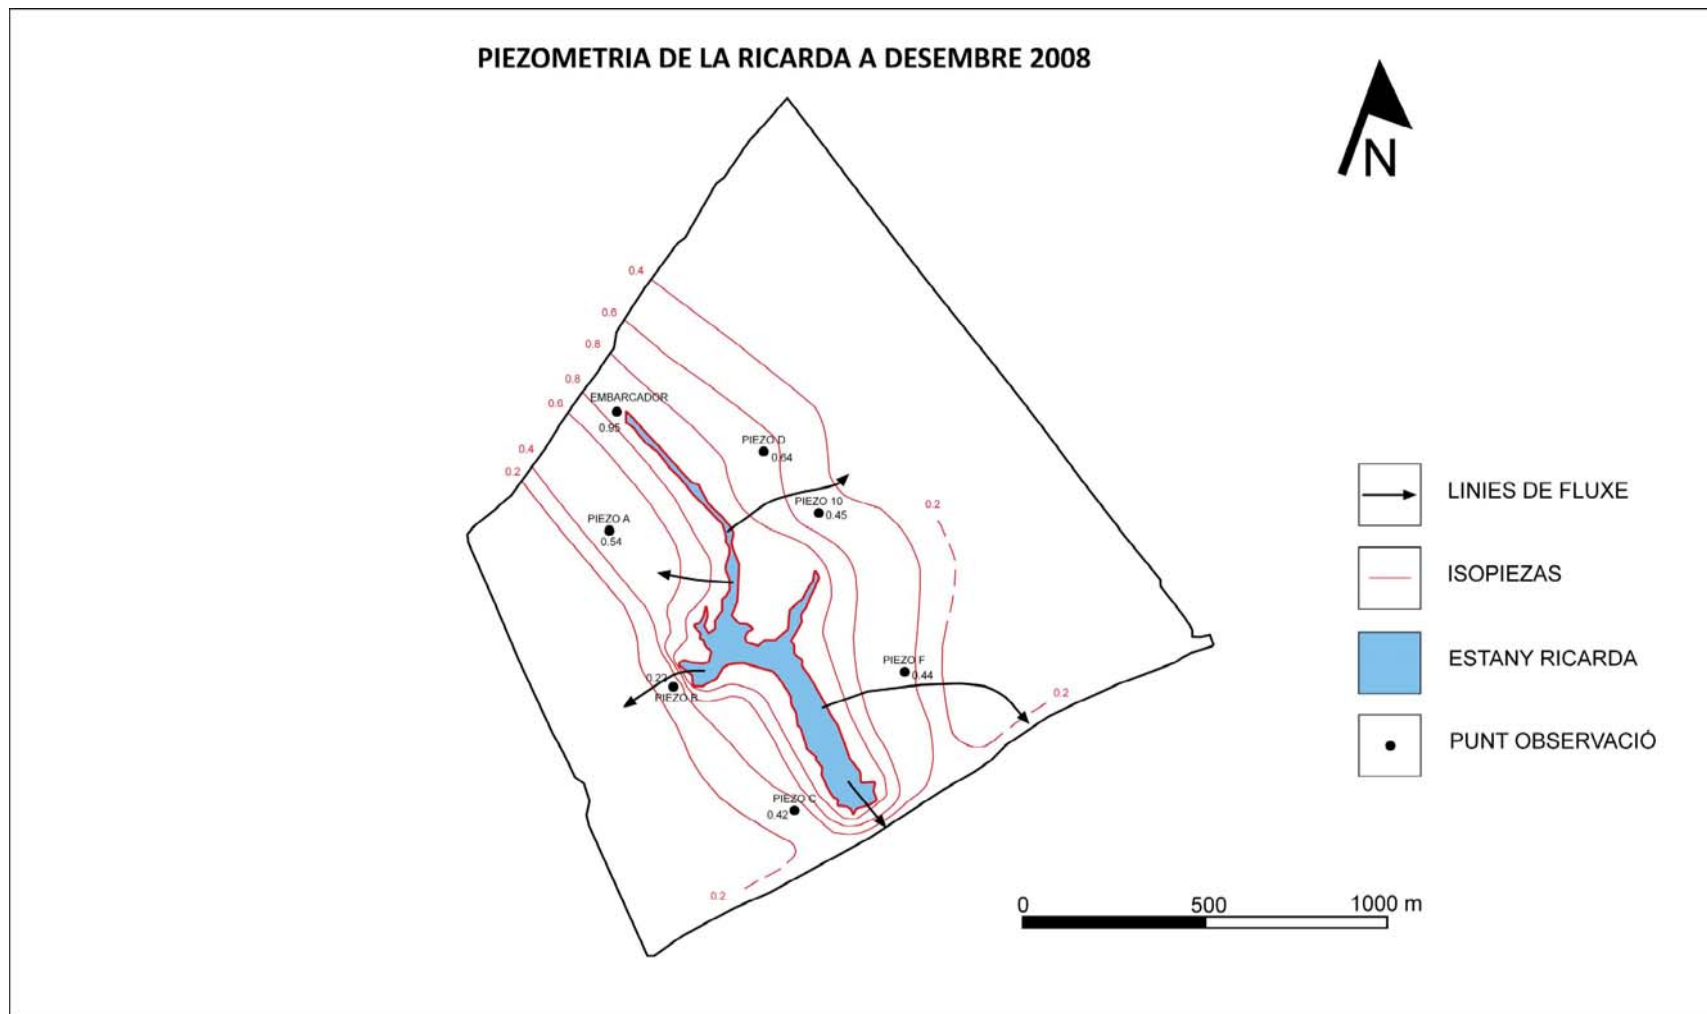 PIEZOMETRIA DE LA RICARDA A DESEMBRE 2008
N
0.4
0.6
0.8
0.8
EMBARCADOR
0.95
0.6
0.4
0.2
PIEZO D
0.64
PIEZO 10
0.45
PIEZO A
0.54
0.2
PIEZO F
0.44
0.22
PIEZO B
0.2
PIEZO C
0.42
0.2
LINIES DE FLUXE
ISOPIEZAS
ESTANY RICARDA
PUNT OBSERVACIÓ
0 500 1000 m